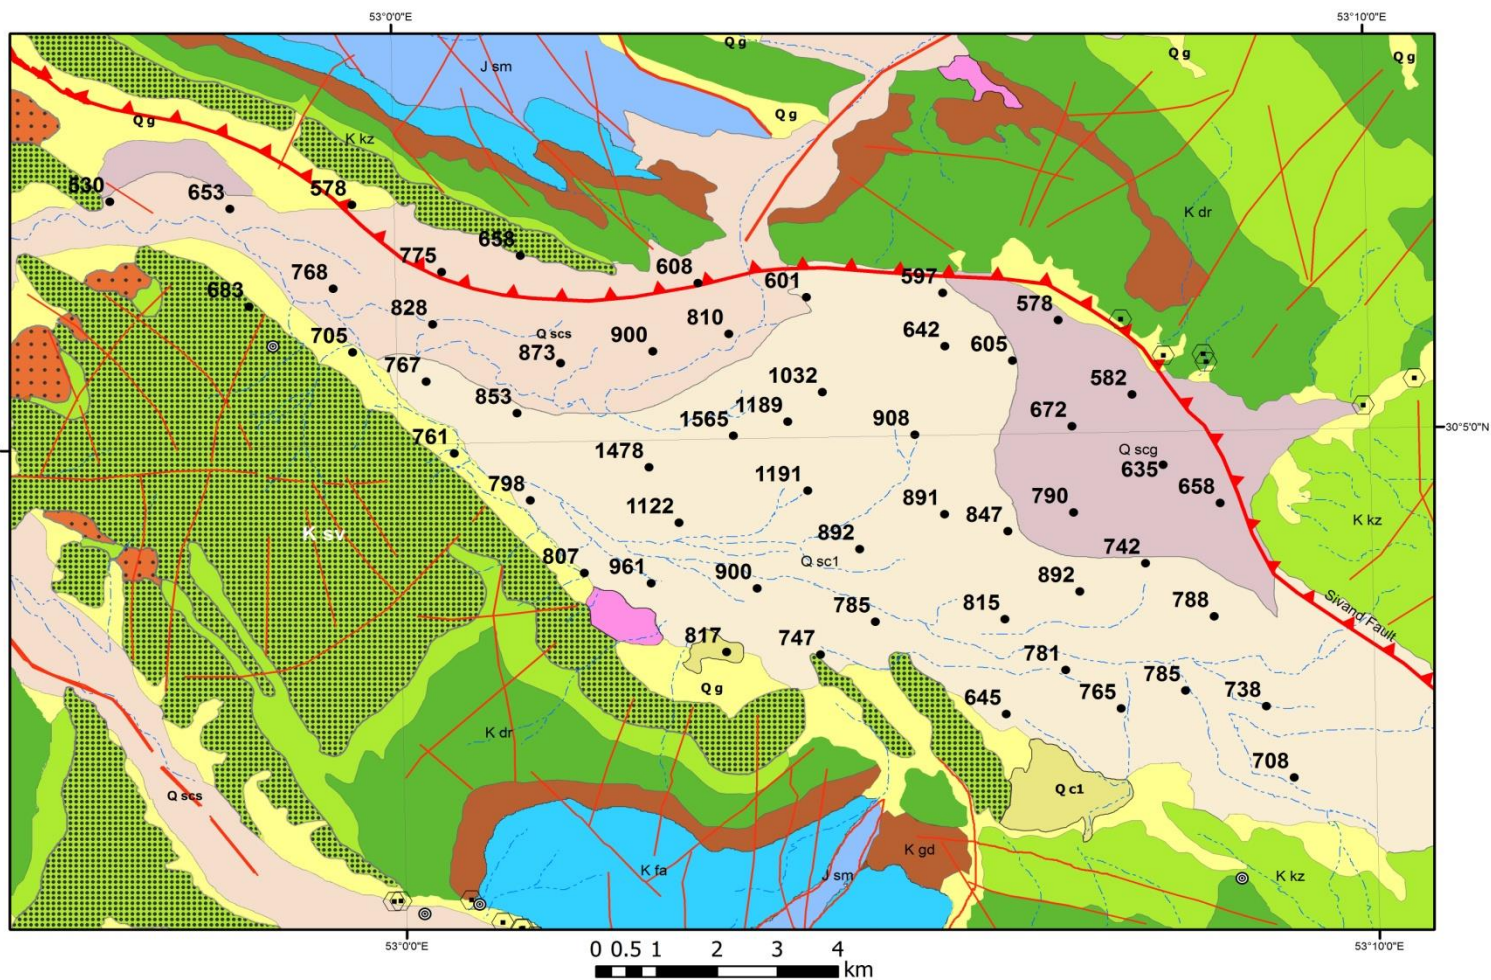 53°0'0"E 53°10'0"E
Q g Q g Q g
J sm
Q g Q g
K kz
530 653 578
K dr
658
775 608
768 601 597
683 578
828 810
705 Q scs 900 642 605
873
767 1032 582
853 1189
1565 908 672
761 30°5'0"N
1478 Q scg
1191 635
798 658
790
1122 891 847
K sv 892 K kz
742
807 961 900 Q sc1
892
785 815 788
Sivand Fault
817 747
781
785
Q g 765 738
645
K dr
708
Q scs Q c1
K gd
K fa J sm K kz
53°0'0"E 53°10'0"E
0 0.5 1 2 3 4
km